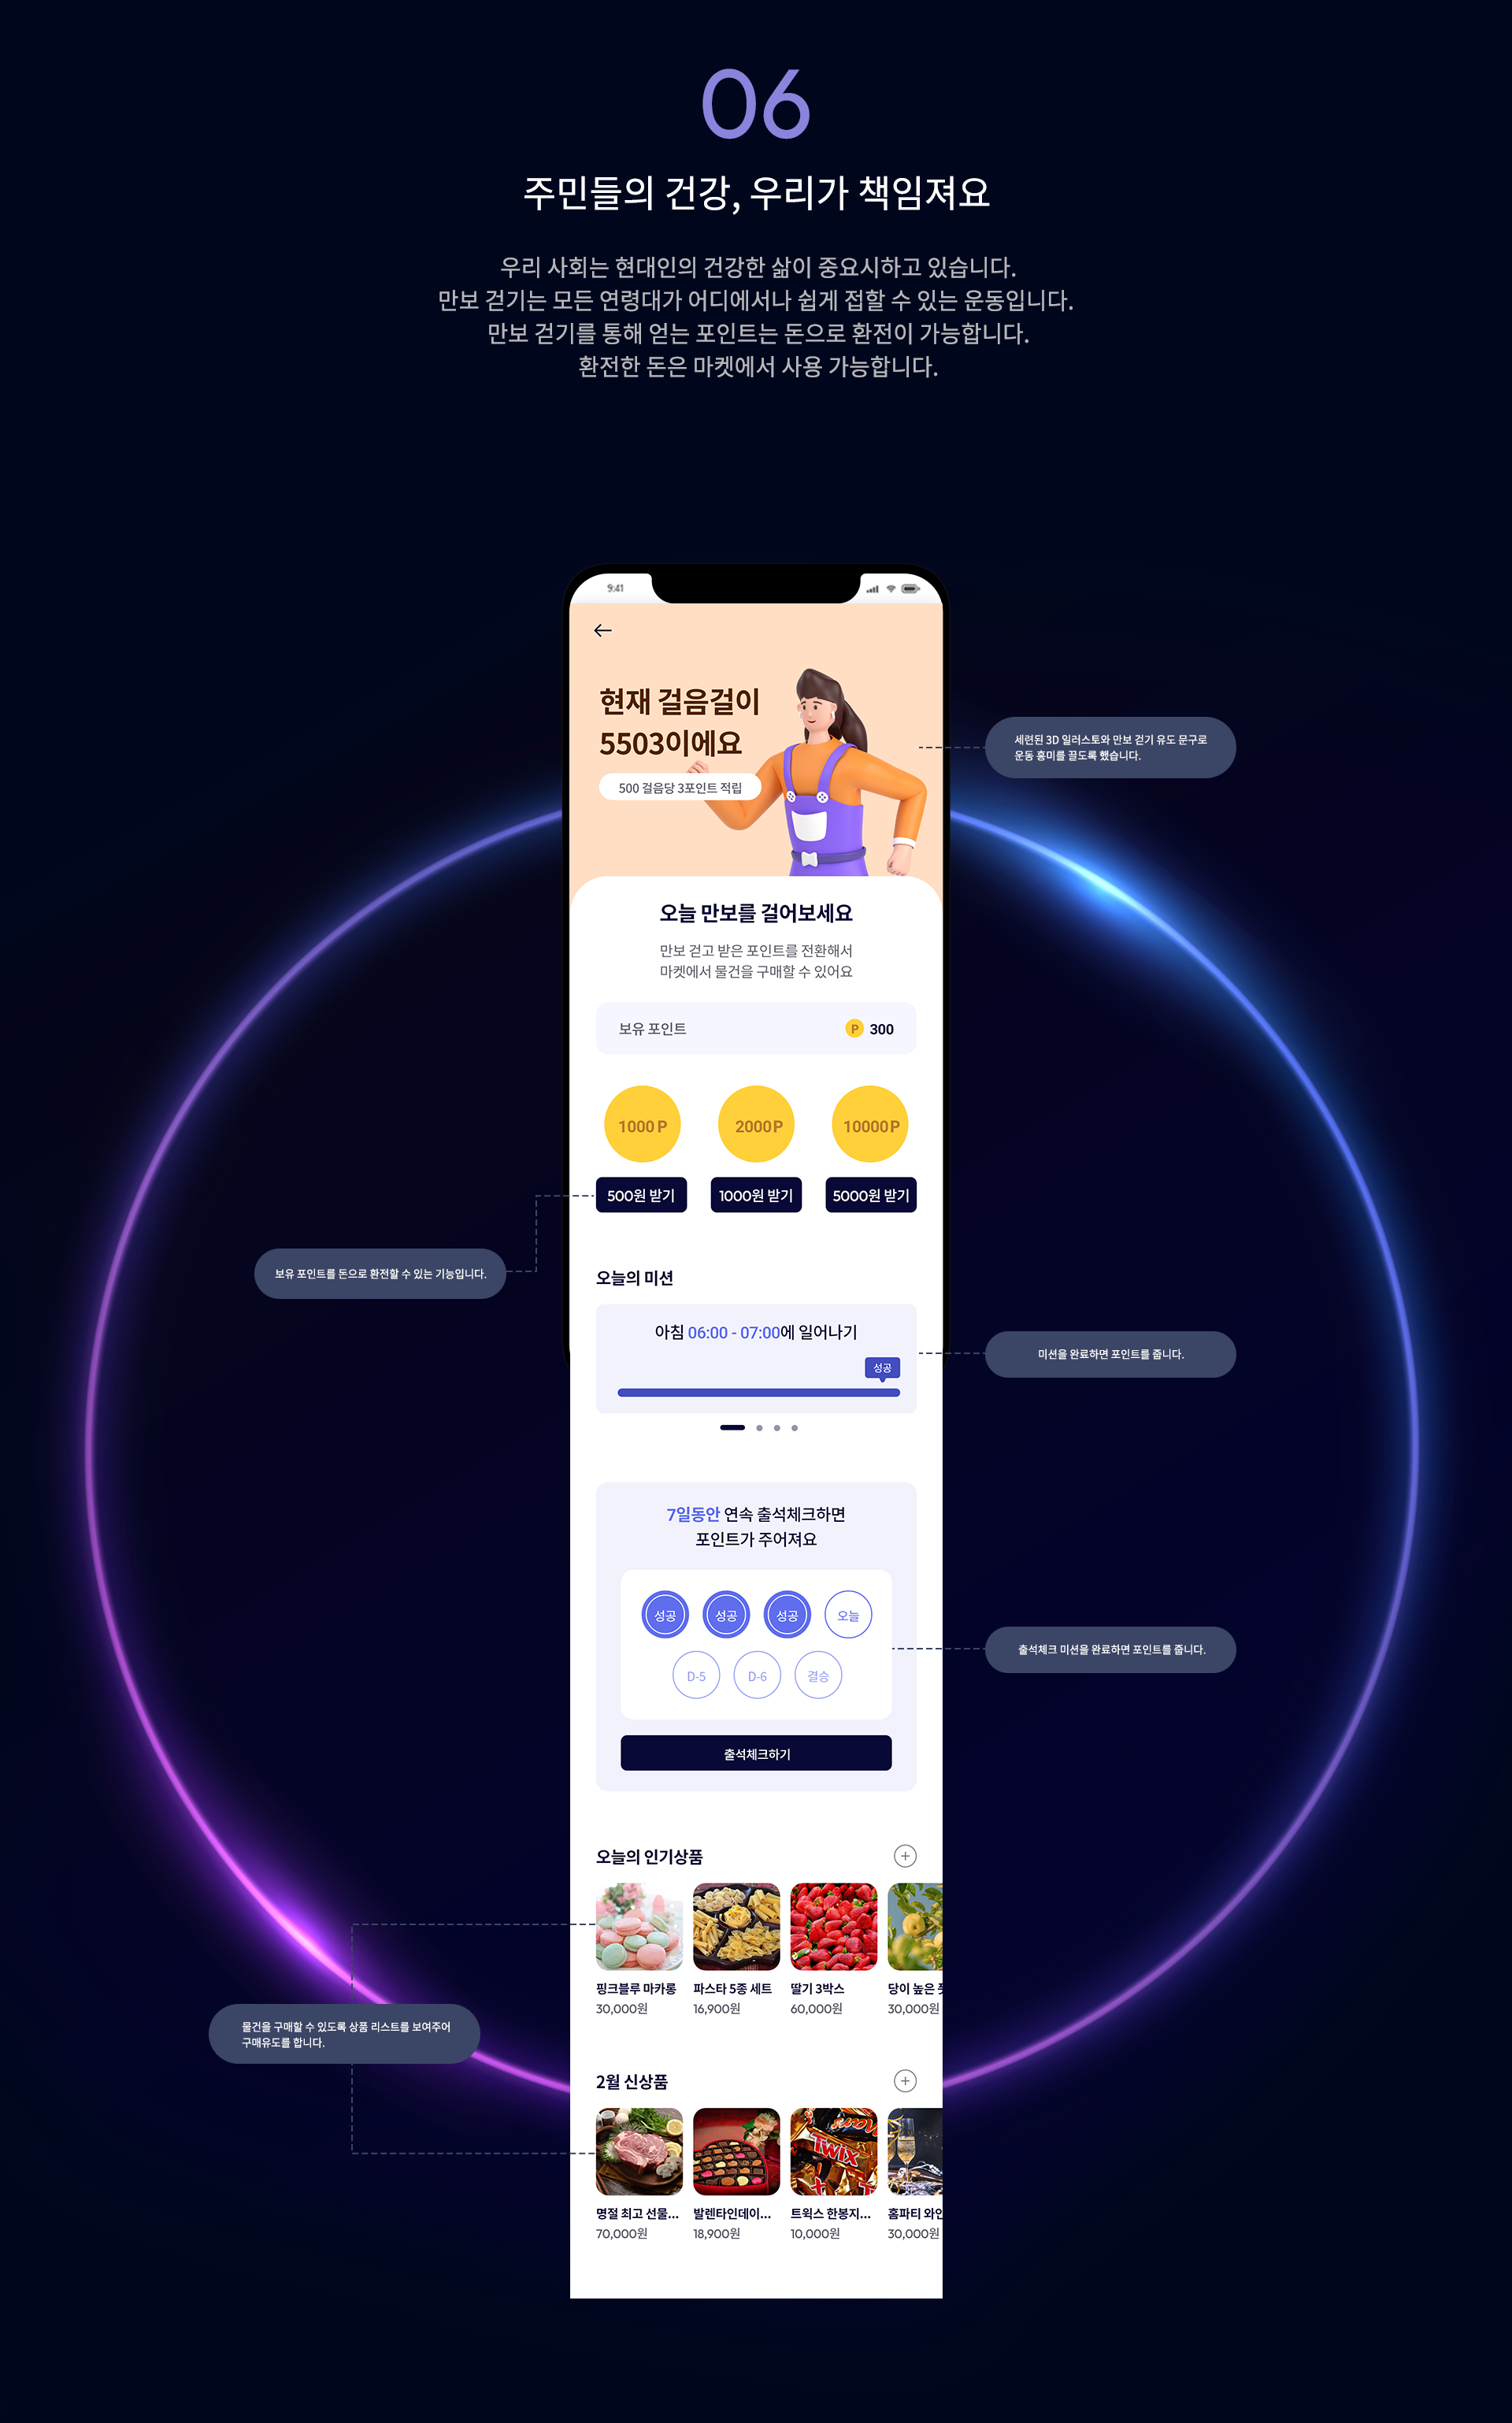 06
주민들의 건강, 우리가 책임져요
우리 사회는 현대인의 건강한 삶이 중요시하고 있습니다.
만보 걷기는 모든 연령대가 어디에서나 쉽게 접할 수 있는 운동입니다.
만보 걷기를 통해 얻는 포인트는 돈으로 환전이 가능합니다.
환전한 돈은 마켓에서 사용 가능합니다.
9:41
현재 걸음걸이
5503이에요
500 걸음당 3포인트 적립
세련된 3D 일러스토와 만보 걷기 유도 문구로
운동 흥미를 끌도록 했습니다.
오늘 만보를 걸어보세요
만보 걷고 받은 포인트를 전환해서
마켓에서 물건을 구매할 수 있어요
보유 포인트 P 300
1000 P 2000P 10000P
500원 받기 1000원 받기 5000원 받기
보유 포인트를 돈으로 환전할 수 있는 기능입니다.
오늘의 미션
아침 06:00 - 07:00에 일어나기
성공
미션을 완료하면 포인트를 줍니다.
7일동안 연속 출석체크하면
포인트가 주어져요
성공 성공 성공 오늘
D-5 D-6 결승
출석체크 미션을 완료하면 포인트를 줍니다.
출석체크하기
오늘의 인기상품
핑크블루 마카롱 파스타 5종 세트 딸기 3박스 당이 높은
30,000원 16,900원 60,000원 30,000원
물건을 구매할 수 있도록 상품 리스트를 보여주어
구매유도를 합니다.
2월 신상품
TWIX
명절 최고 선물... 발렌타인데이... 트윅스 한봉지... 홈파티 와인
70,000원 18,900원 10,000원 30,000원